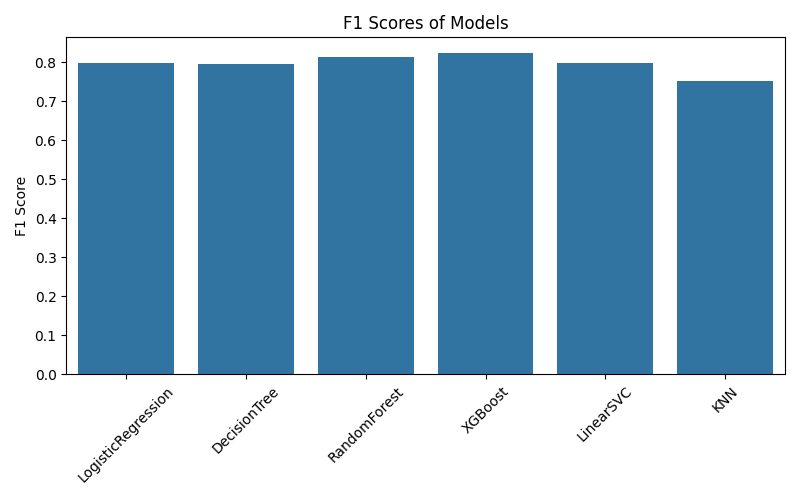 F1 Scores of Models
F1 Score
0.8
0.7
0.6
0.5
0.4
0.3
0.2
0.1
0.0
LogisticRegression
DecisionTree
RandomForest
XGBoost
LinearSVC
KNN